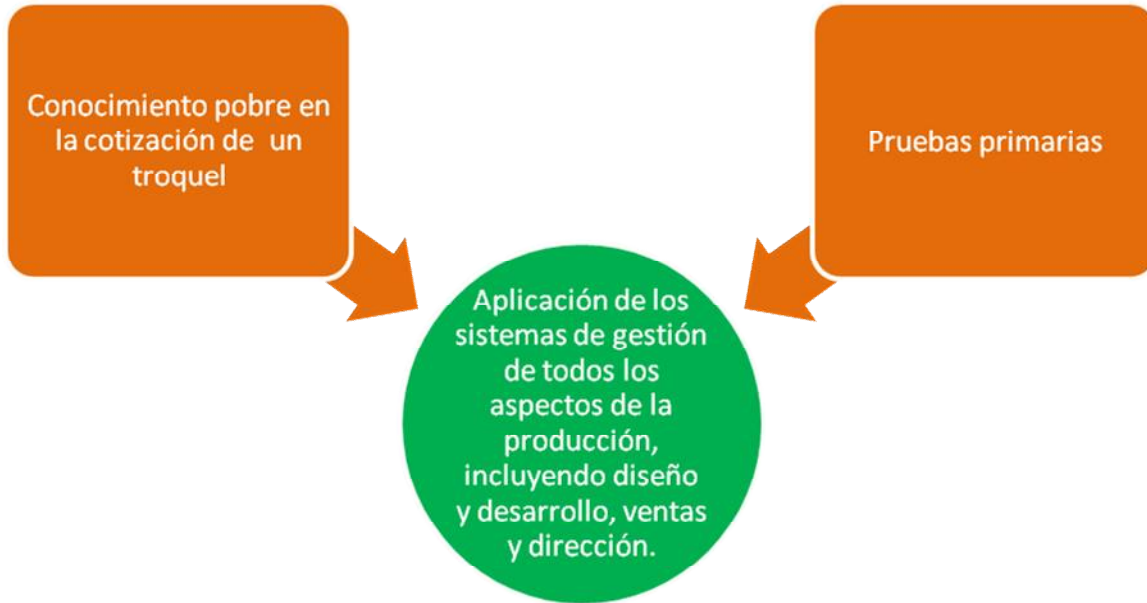 Conocimiento pobre en
la cotización de un
troquel
Pruebas primarias
Aplicación de los
sistemas de gestión
de todos los
aspectos de la
producción,
incluyendo diseño
y desarrollo, ventas
y dirección.